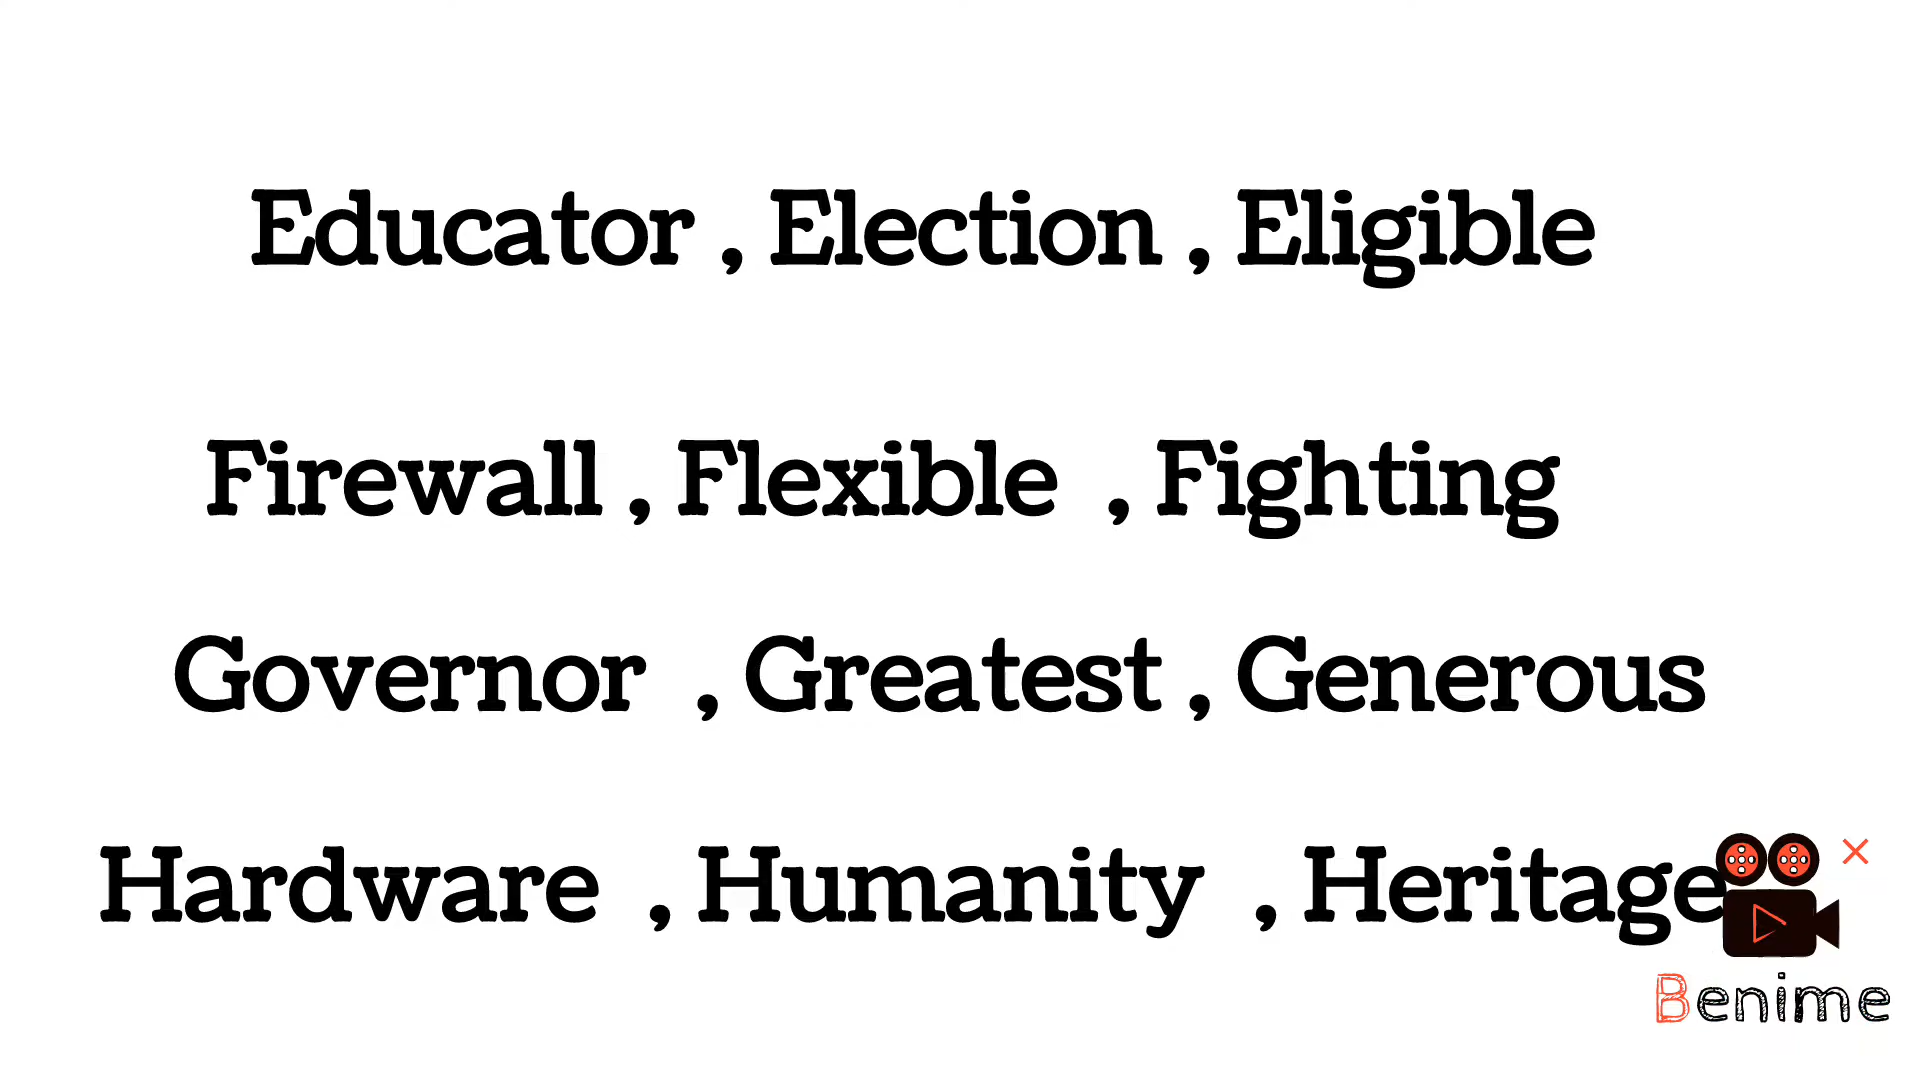 Educator , Election , Eligible
Firewall , Flexible , Fighting
Governor , Greatest , Generous
Hardware , Humanity , Heritage
Benime